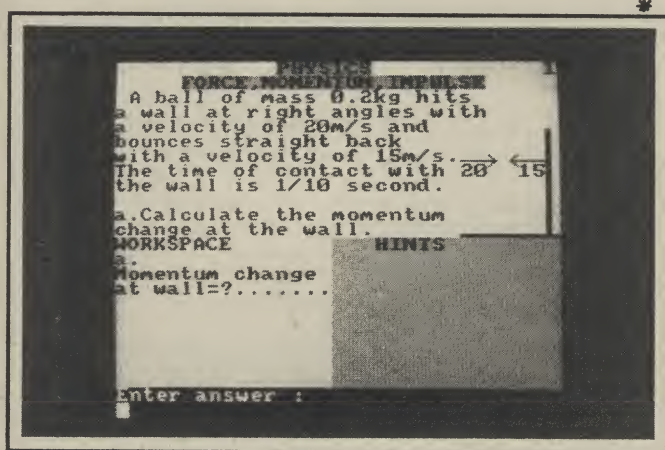 *
PHYSICS 1
FORCE,MOMENTUM,IMPULSE
A ball of mass 0.2kg hits
a wall at right angles with
a velocity of 20m/s and
bounces straight back
with a velocity of 15m/s.
The time of contact with 20 15
the wall is 1/10 second.
a.Calculate the momentum
change at the wall.
WORKSPACE HINTS
a.
Momentum change
at wall=?.......
Enter answer :